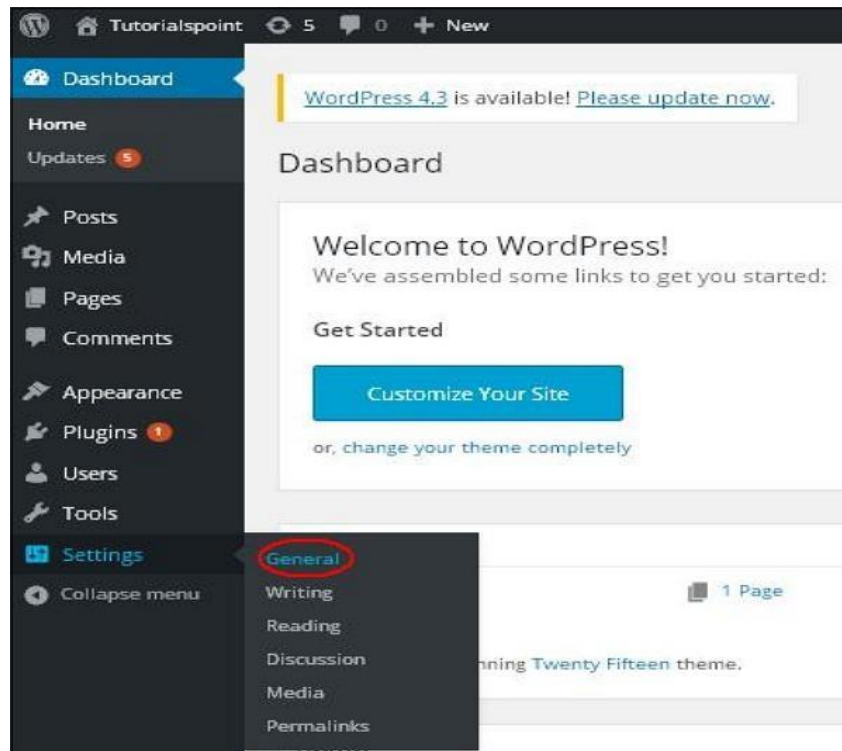 Tutorialspoint 5 0 + New
Dashboard
Home
Updates 5
Posts
Media
Pages
Comments
Appearance
Plugins 1
Users
Tools
Settings
Collapse menu
General
Writing
Reading
Discussion
Media
Permalinks
WordPress 4.3 is available! Please update now.
Dashboard
Welcome to WordPress!
We've assembled some links to get you started:
Get Started
Customize Your Site
or, change your theme completely
1 Page
Twenty Fifteen theme.